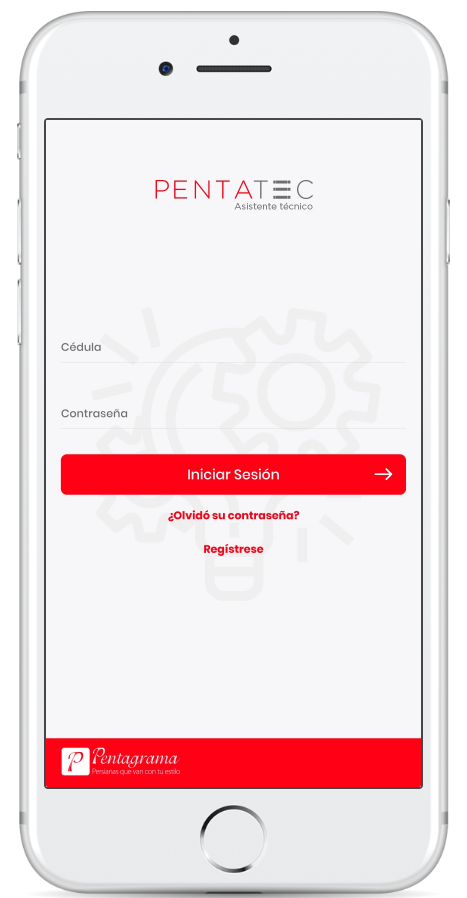 PENTATEC
Asistente técnico
Cédula
Contraseña
Iniciar Sesión
¿Olvidó su contraseña?
Regístrese
P Pentagrama
Persianas que van con tu estilo